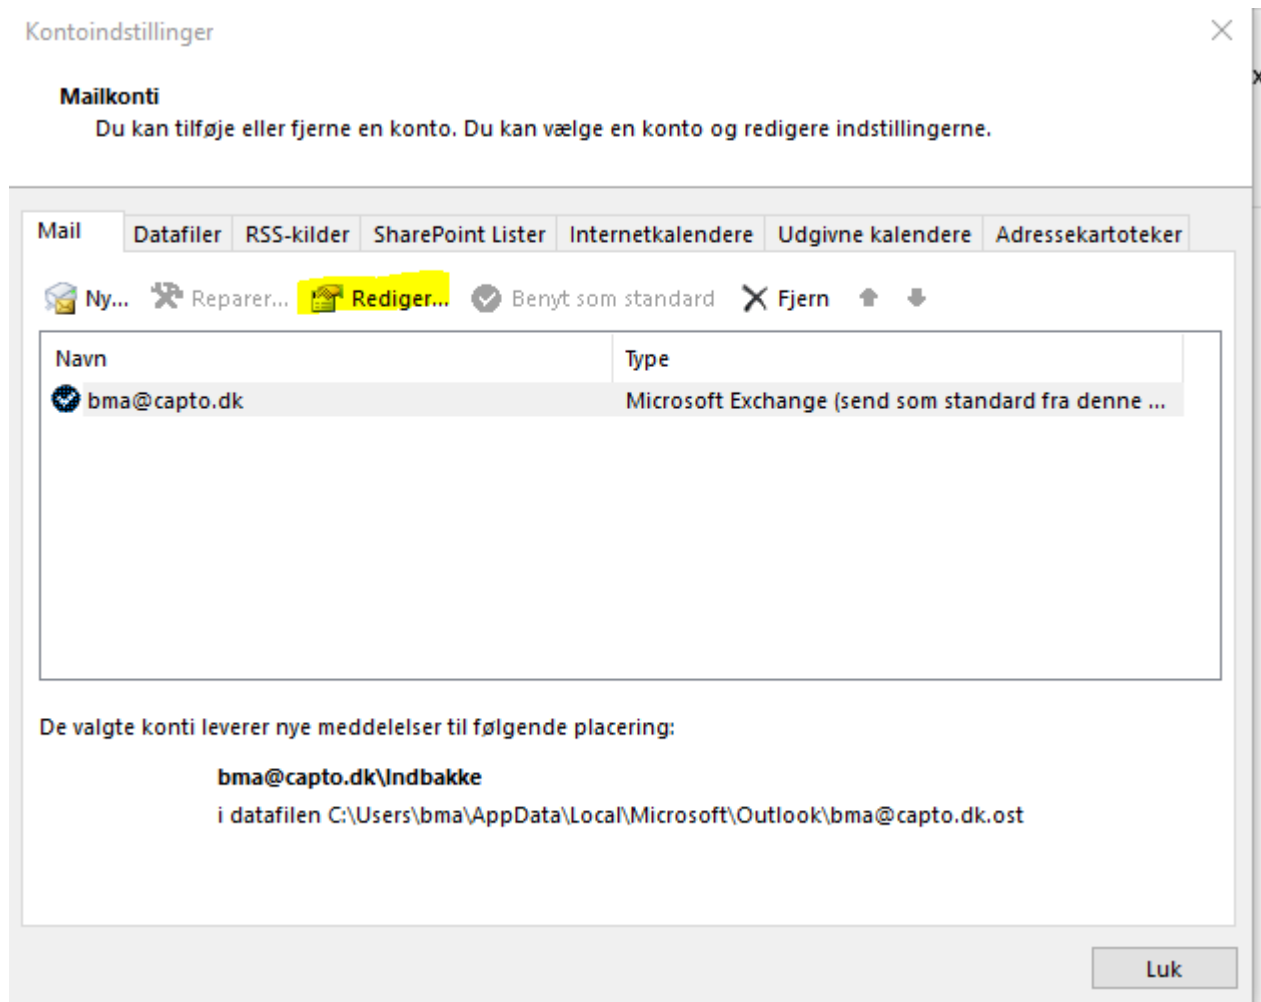 Kontoindstillinger
Mailkonti
Du kan tilføje eller fjerne en konto. Du kan vælge en konto og redigere indstillingerne.
Mail Datafiler RSS-kilder SharePoint Lister Internetkalendere Udgivne kalendere Adressekartoteker
Ny... Reparer... Rediger... Benyt som standard Fjern
Navn Type
bma@capto.dk Microsoft Exchange (send som standard fra denne ...
De valgte konti leverer nye meddelelser til følgende placering:
bma@capto.dk\Indbakke
i datafilen C:\Users\bma\AppData\Local\Microsoft\Outlook\bma@capto.dk.ost
Luk